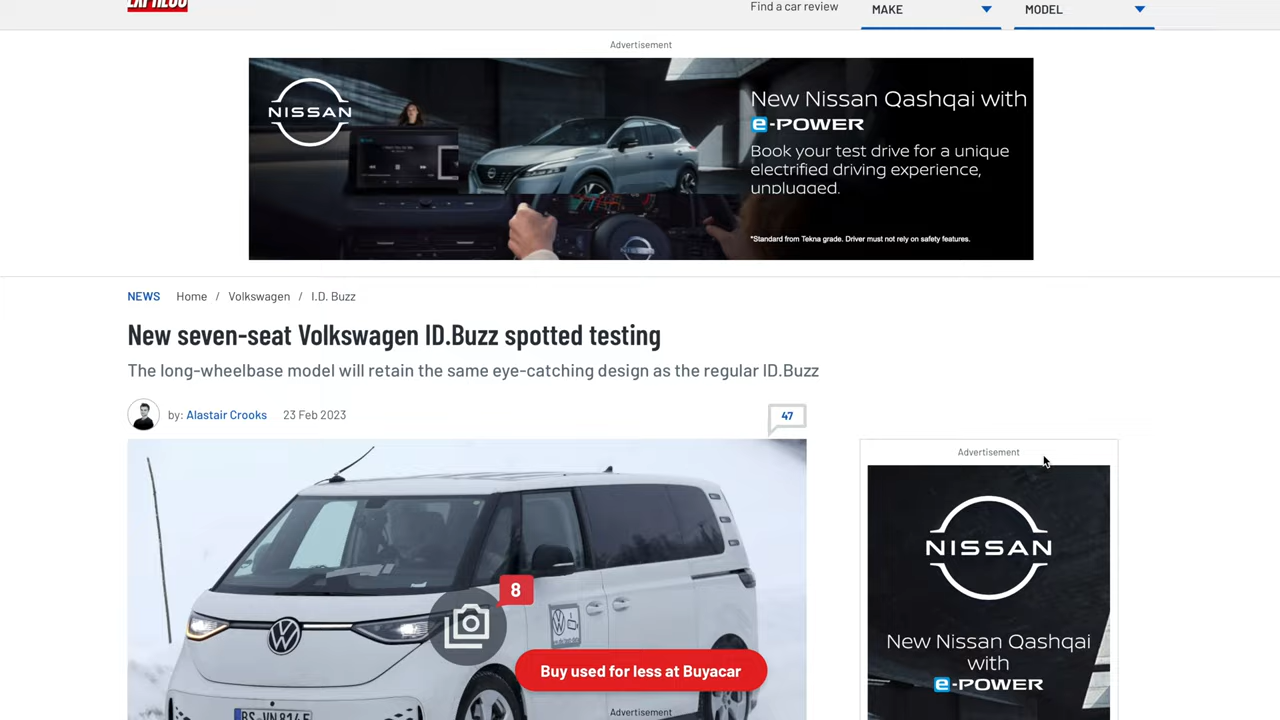 EXPRESS
Find a car review
MAKE
MODEL
Advertisement
NISSAN
New Nissan Qashqai with
e-POWER
Book your test drive for a unique
electrified driving experience,
unplugged.
*Standard from Tekna grade. Driver must not rely on safety features.
NEWS Home / Volkswagen / I.D. Buzz
New seven-seat Volkswagen ID.Buzz spotted testing
The long-wheelbase model will retain the same eye-catching design as the regular ID.Buzz
by: Alastair Crooks 23 Feb 2023
47
8
Buy used for less at Buyacar
Advertisement
Advertisement
NISSAN
New Nissan Qashqai
with
e-POWER